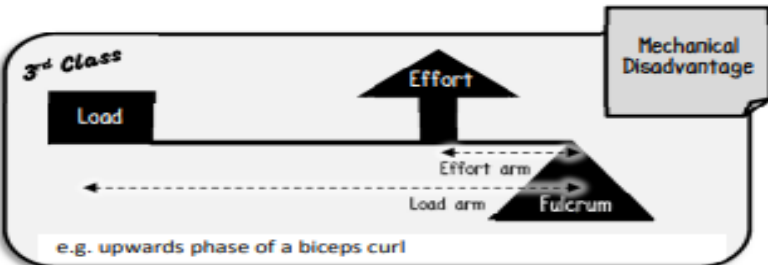 3rd Class
Mechanical
Disadvantage
Effort
Load
Effort arm
Load arm
Fulcrum
e.g. upwards phase of a biceps curl